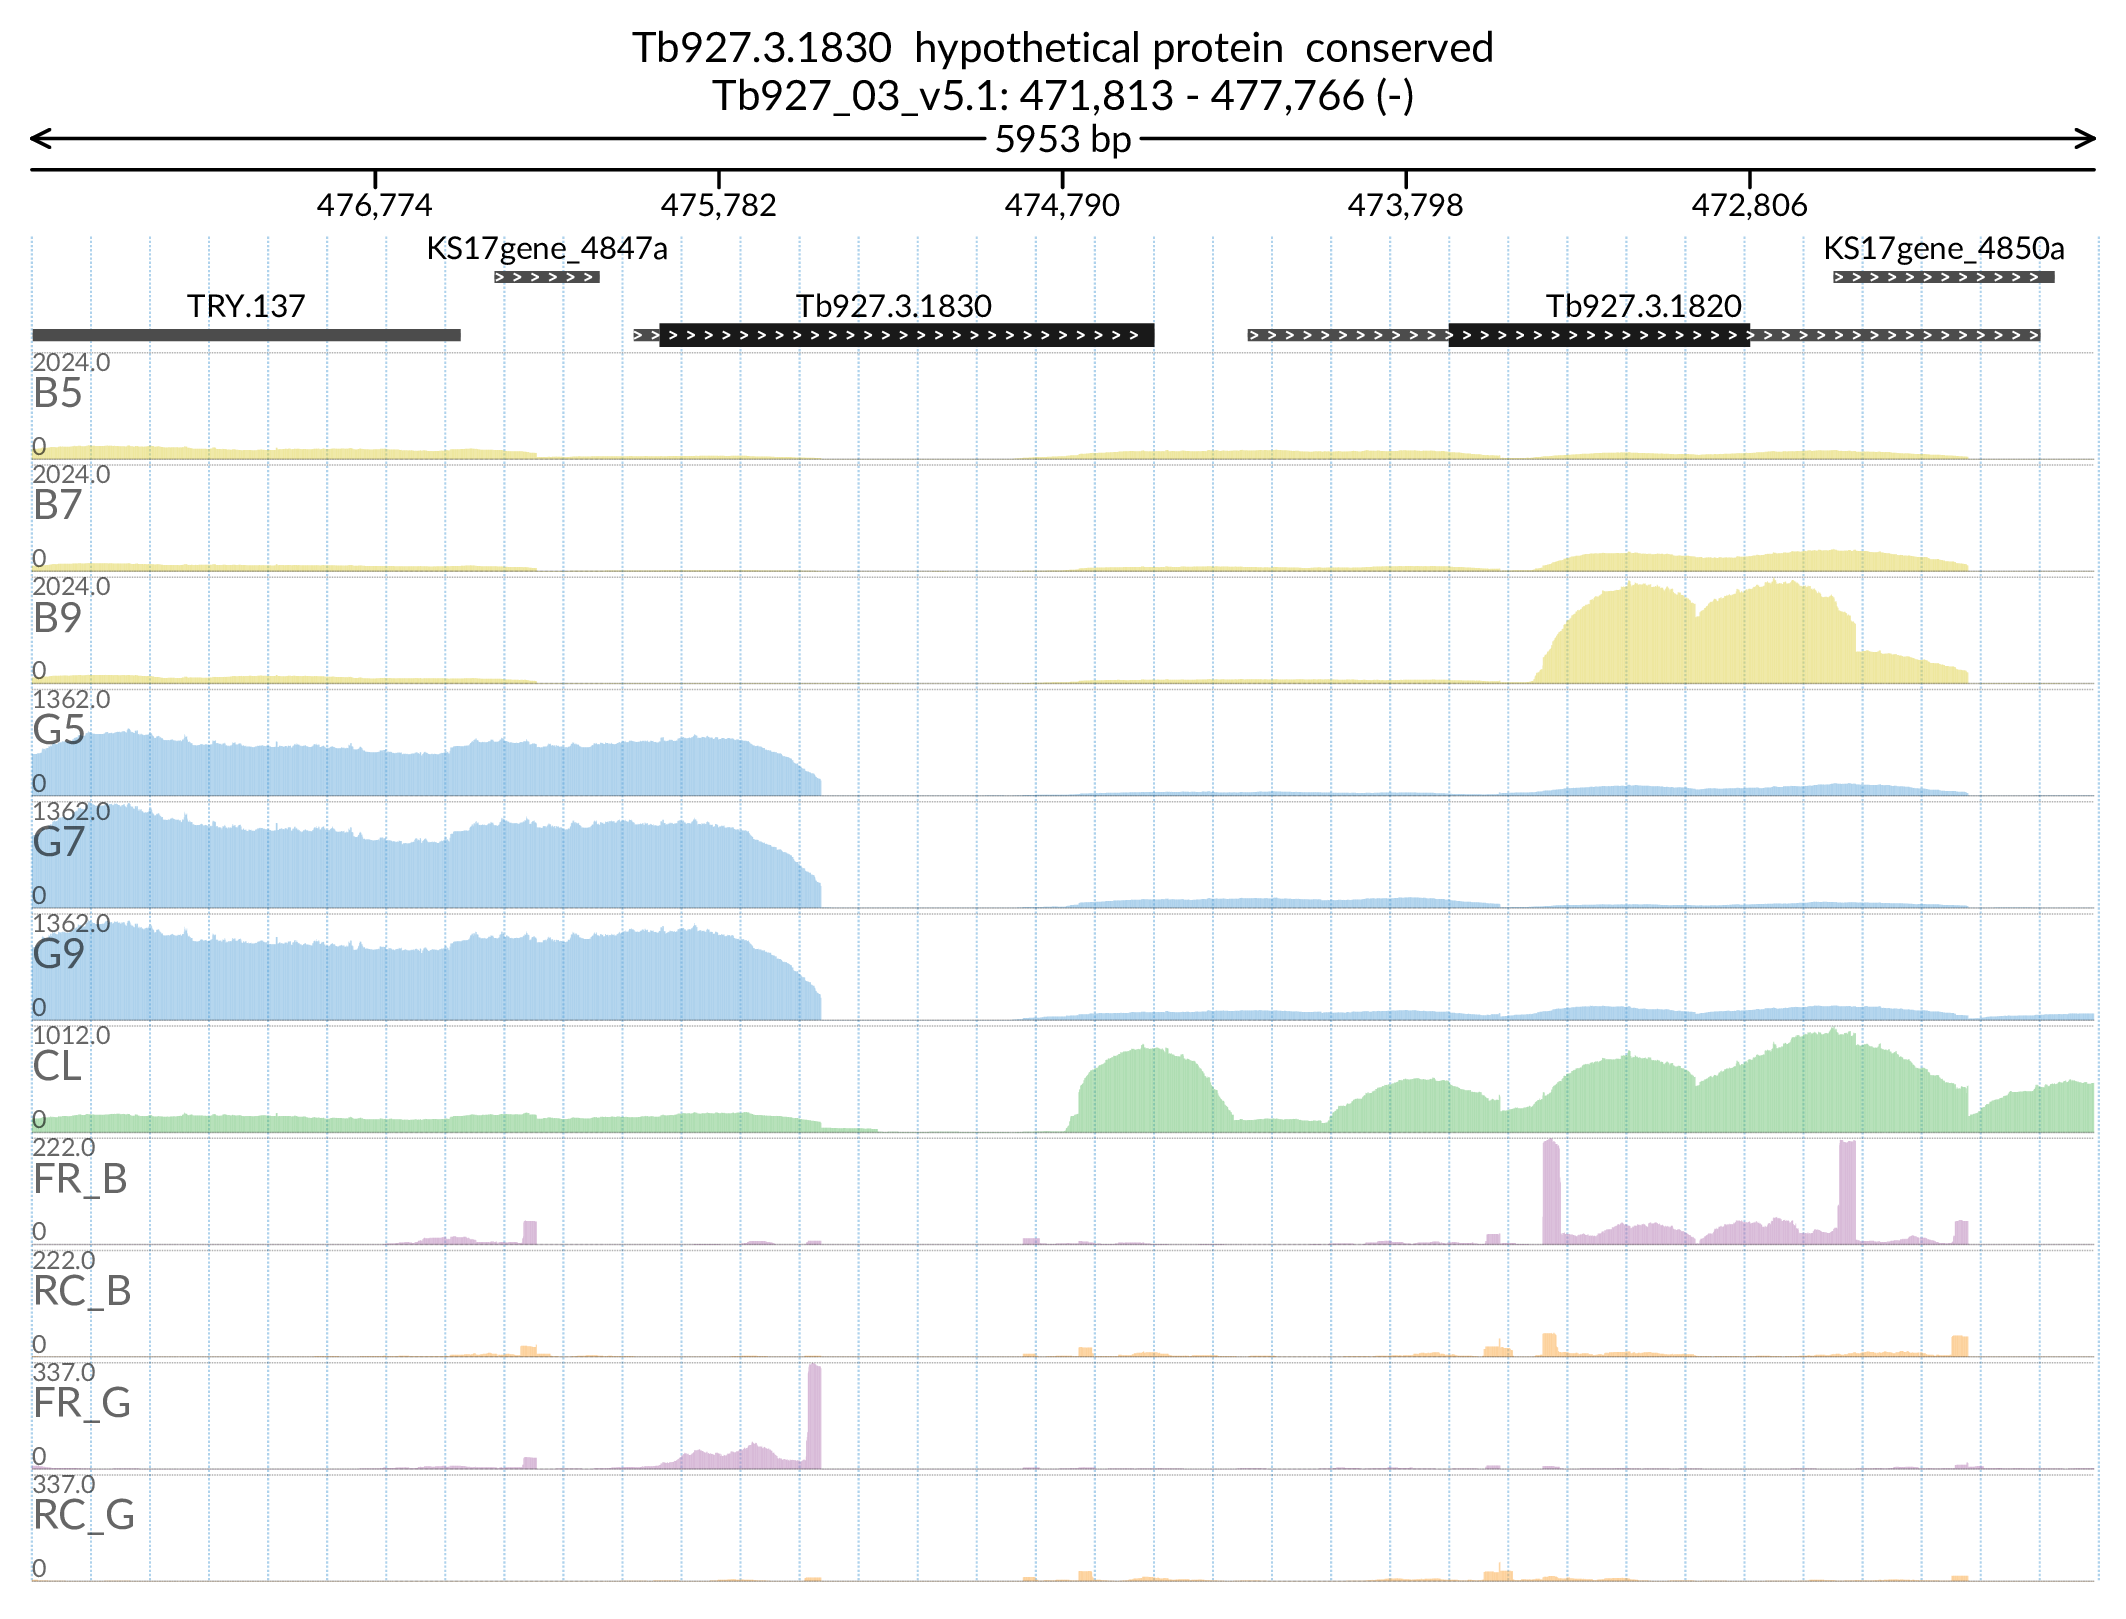 Tb927.3.1830  hypothetical protein  conserved
Tb927_03_v5.1: 471,813 - 477,766 (-)
5953 bp
476,774 475,782 474,790 473,798 472,806
KS17gene_4847a KS17gene_4850a
TRY.137 Tb927.3.1830 Tb927.3.1820
2024.0
B5
0
2024.0
B7
0
2024.0
B9
0
1362.0
G5
0
1362.0
G7
0
1362.0
G9
0
1012.0
CL
0
222.0
FR_B
0
222.0
RC_B
0
337.0
FR_G
0
337.0
RC_G
0